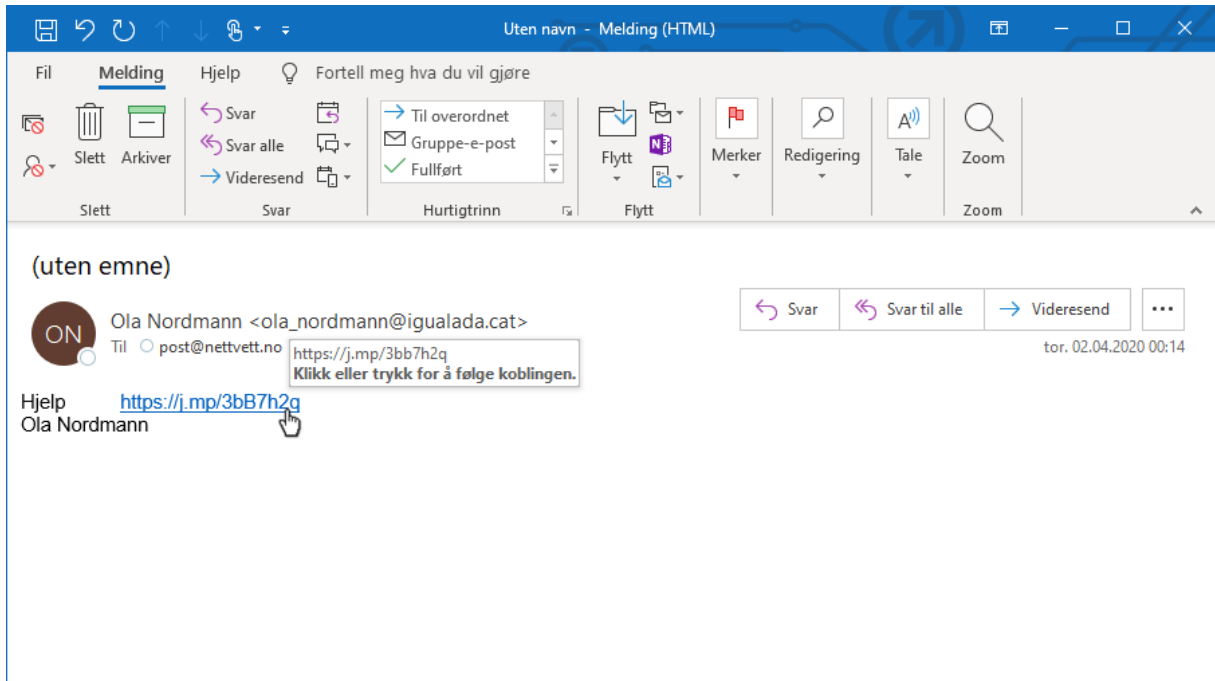 Uten navn - Melding (HTML)
Fil Melding Hjelp Fortell meg hva du vil gjøre
Slett Arkiver
Slett
Svar
Svar alle
Videresend
Svar
Til overordnet
Gruppe-e-post
Fullført
Hurtigtrinn
Flytt
Flytt
Merker
Redigering
Tale
Zoom
Zoom
(uten emne)
ON
Ola Nordmann <ola_nordmann@igualada.cat>
Til post@nettvett.no
Svar Svar til alle Videresend
tor. 02.04.2020 00:14
https://j.mp/3bb7h2q
Klikk eller trykk for å følge koblingen.
Hjelp https://j.mp/3bB7h2q
Ola Nordmann